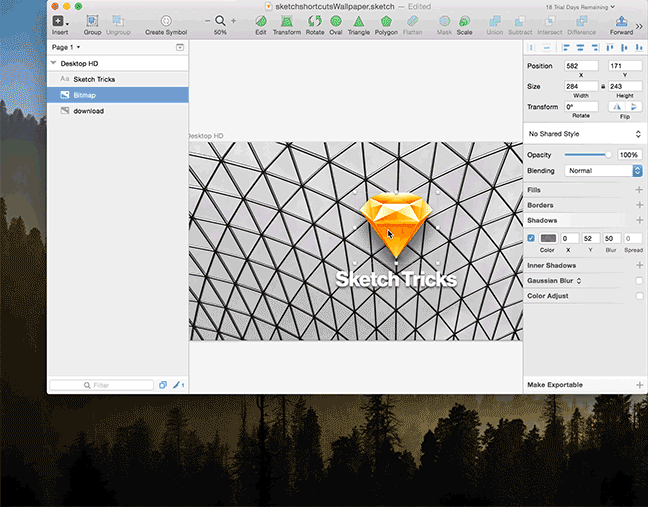 sketchshortcutsWallpaper.sketch — Edited
18 Trial Days Remaining
Insert Group Ungroup Create Symbol 50% Edit Transform Rotate Oval Triangle Polygon Flatten Mask Scale Union Subtract Intersect Difference Forward
Page 1
Desktop HD
Aa Sketch Tricks
Bitmap
download
Filter
1
Desktop HD
Sketch Tricks
Position 582 171
X Y
Size 284 243
Width Height
Transform 0°
Rotate Flip
No Shared Style
Opacity 100%
Blending Normal
Fills
Borders
Shadows
0 52 50 0
Color X Y Blur Spread
Inner Shadows
Gaussian Blur
Color Adjust
Make Exportable